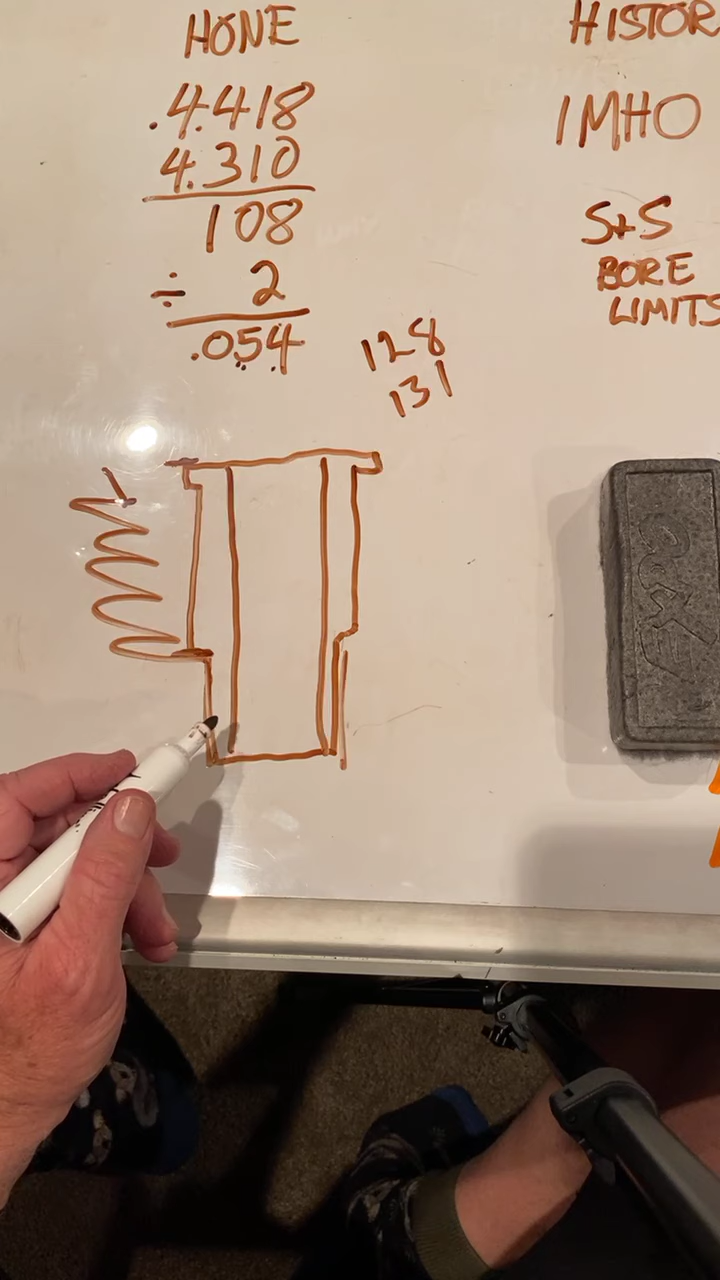 HONE
.4.418
4.310
108
÷ 2
.054
128
131
HISTOR
IMHO
S+S
BORE
LIMITS